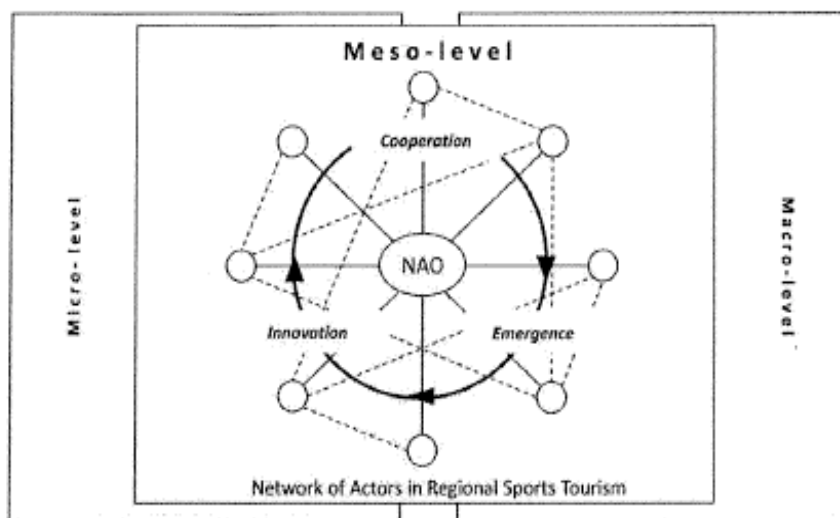 Meso-level
Cooperation
Micro-level
NAO
Macro-level
Innovation
Emergence
Network of Actors in Regional Sports Tourism